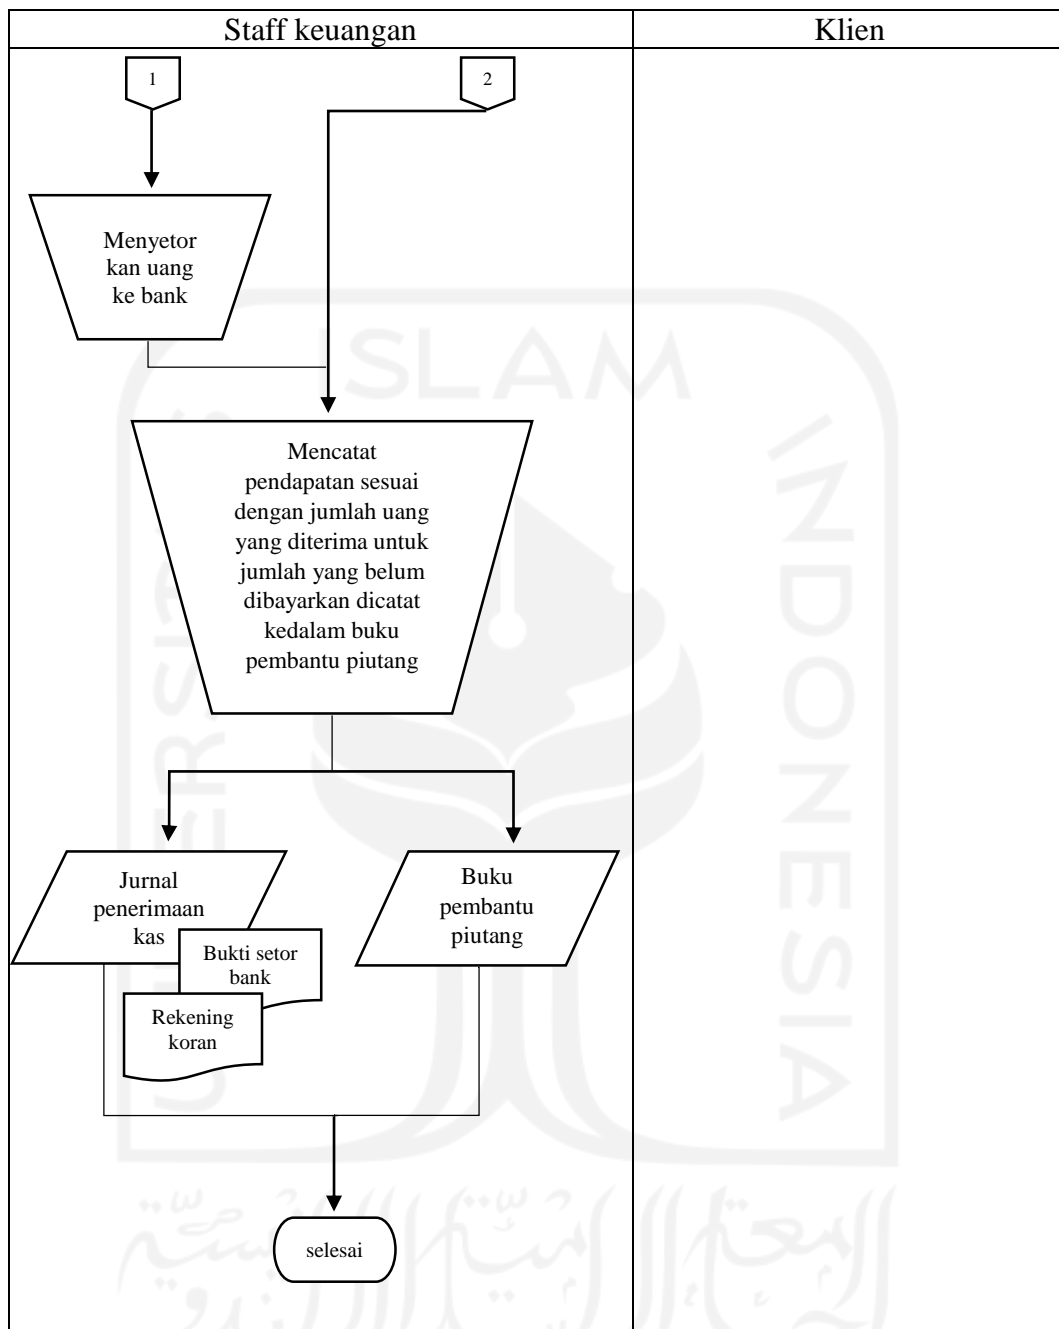 Staff keuangan
Klien
1
2
Menyetor
kan uang
ke bank
Mencatat
pendapatan sesuai
dengan jumlah uang
yang diterima untuk
jumlah yang belum
dibayarkan dicatat
kedalam buku
pembantu piutang
Jurnal
penerimaan
kas
Bukti setor
bank
Rekening
koran
Buku
pembantu
piutang
selesai
ISLAM
INDONESIA